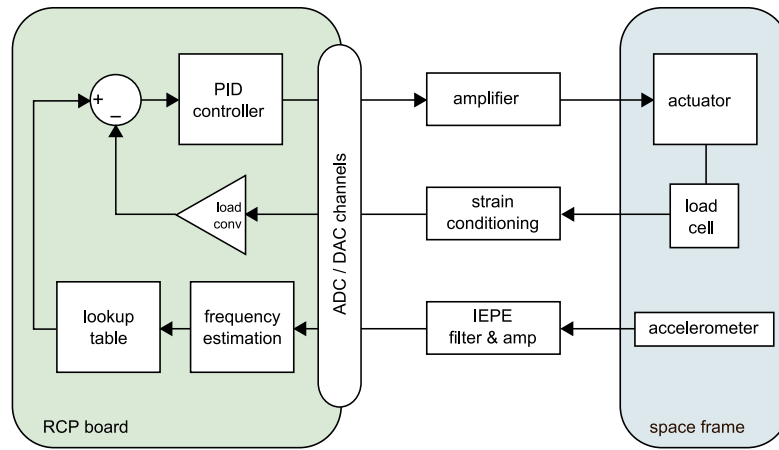 +
−
PID
controller
amplifier
actuator
load
conv
strain
conditioning
load
cell
ADC / DAC channels
lookup
table
frequency
estimation
IEPE
filter & amp
accelerometer
RCP board
space frame